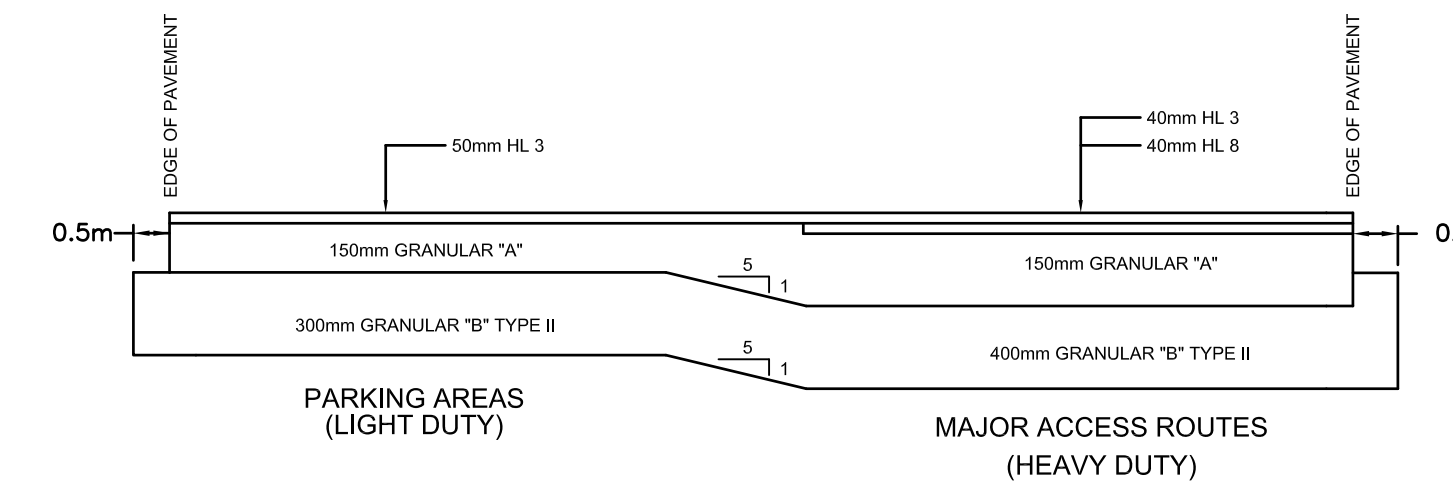 EDGE OF PAVEMENT
EDGE OF PAVEMENT
40mm HL 3
50mm HL 3
40mm HL 8
0.5m
0.
150mm GRANULAR "A"
150mm GRANULAR "A"
5
1
300mm GRANULAR "B" TYPE II
400mm GRANULAR "B" TYPE II
5
1
PARKING AREAS
(LIGHT DUTY)
MAJOR ACCESS ROUTES
(HEAVY DUTY)